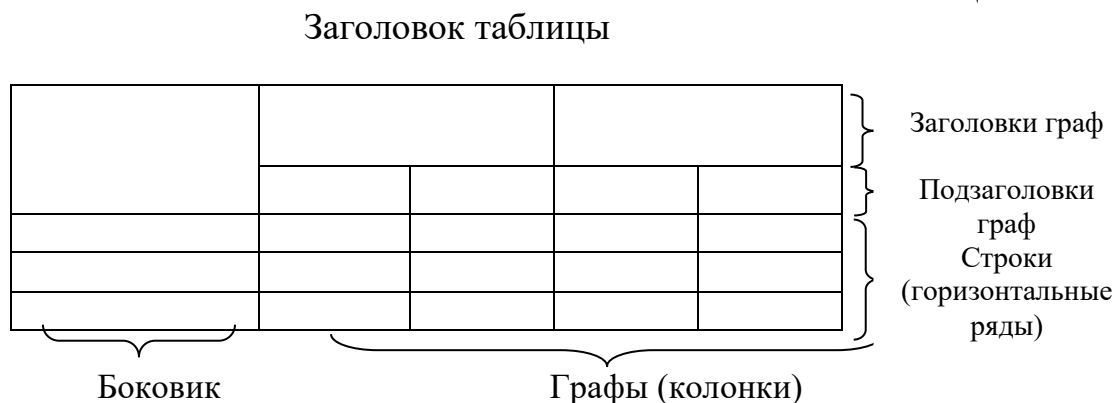 Заголовок таблицы
Заголовки граф
Подзаголовки
граф
Строки
(горизонтальные
ряды)
Боковик
Графы (колонки)